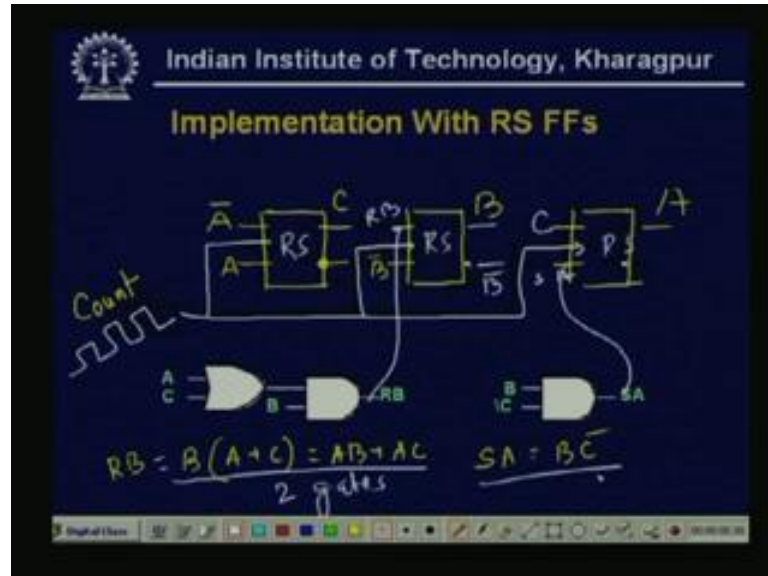 Indian Institute of Technology, Kharagpur
Implementation With RS FFs
Ā C RB B C A
RS RS RS
A B̄ B̄ S
Count
A
C B RB B
\C SA
RB = B(A+C) = AB+AC SA = BC̄
2 gates